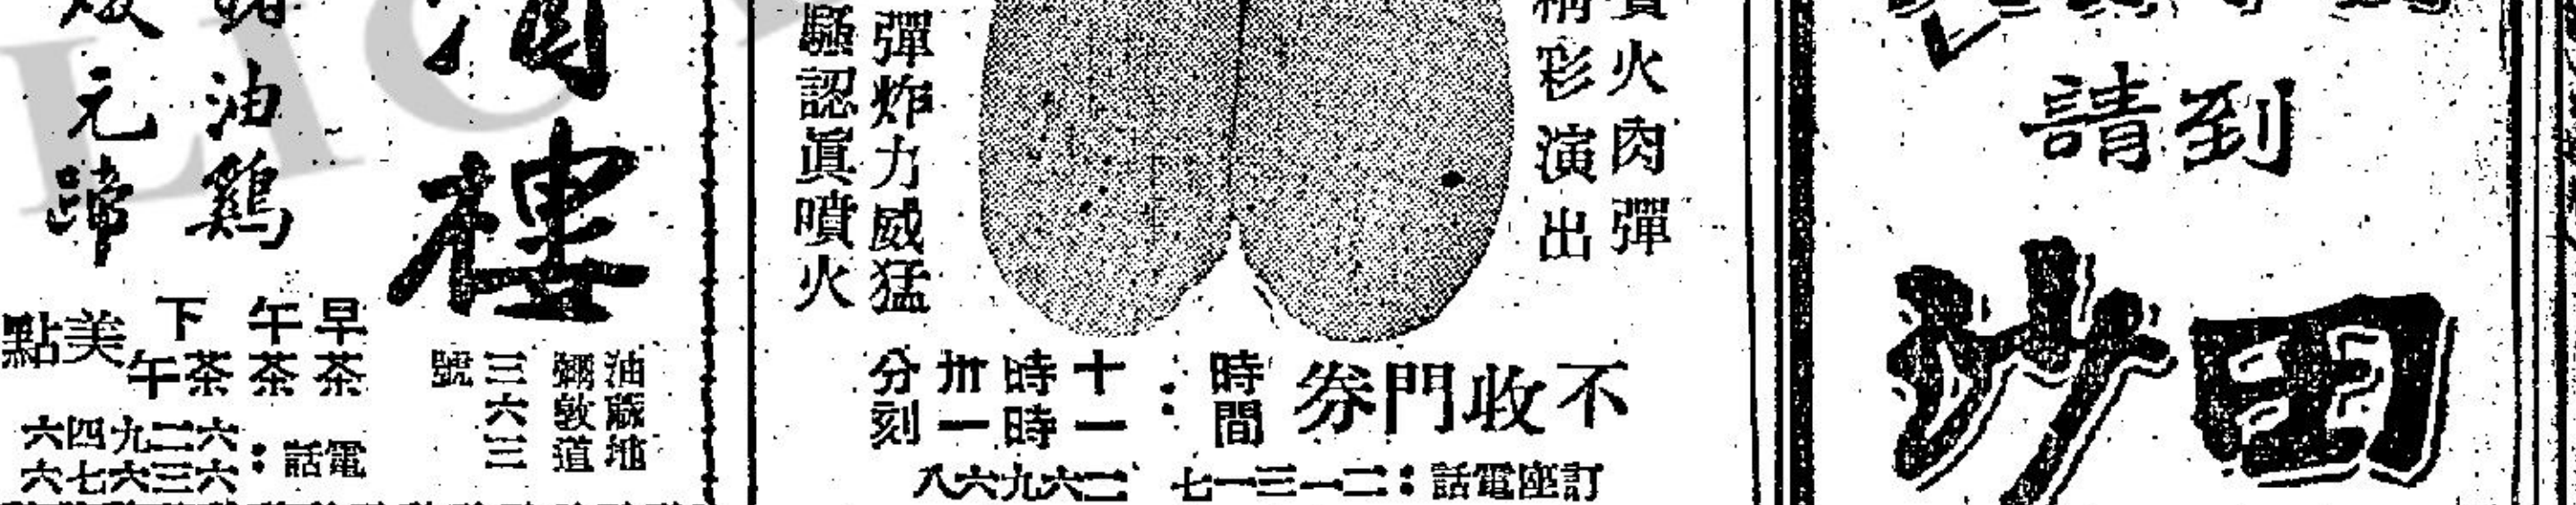 請到
沙田
火肉彈
彩演出
彈炸力威猛
騷認眞噴火
不收門券
時間：
十時卅分
一時一刻
訂座電話：二一三一七 二六九六八
酒樓
油鷄
元蹄
油蔴地
彌敦道
三六三
號
早茶
午茶
下午茶
美點
電話：
六二九四六
六三六七六